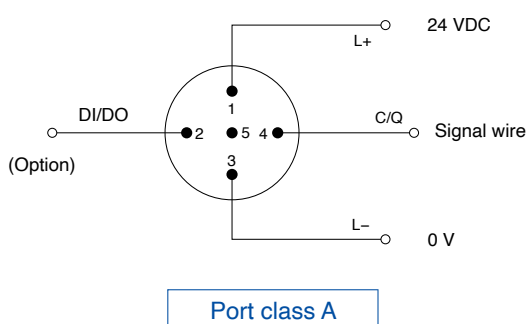 24 VDC
L+
DI/DO
1
C/Q
2
5
4
Signal wire
(Option)
3
L−
0 V
Port class A